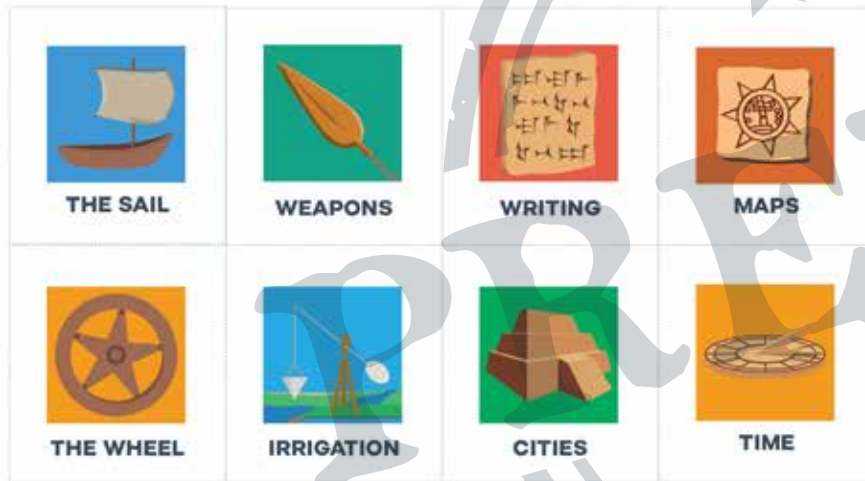 THE SAIL
WEAPONS
WRITING
MAPS
THE WHEEL
IRRIGATION
CITIES
TIME